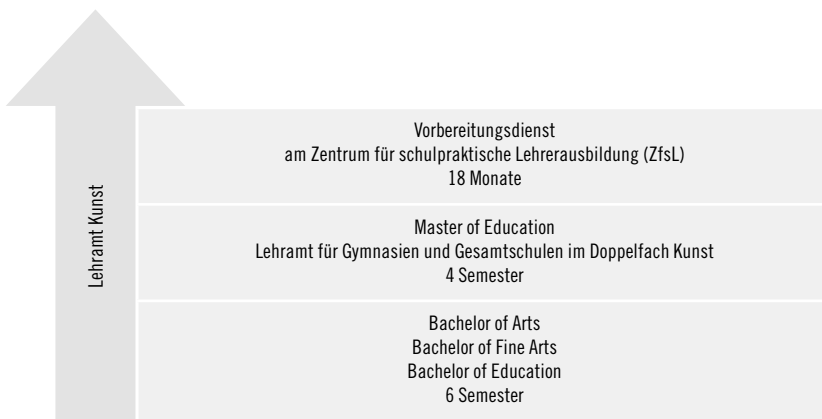 Lehramt Kunst
Vorbereitungsdienst
am Zentrum für schulpraktische Lehrerausbildung (ZfsL)
18 Monate
Master of Education
Lehramt für Gymnasien und Gesamtschulen im Doppelfach Kunst
4 Semester
Bachelor of Arts
Bachelor of Fine Arts
Bachelor of Education
6 Semester